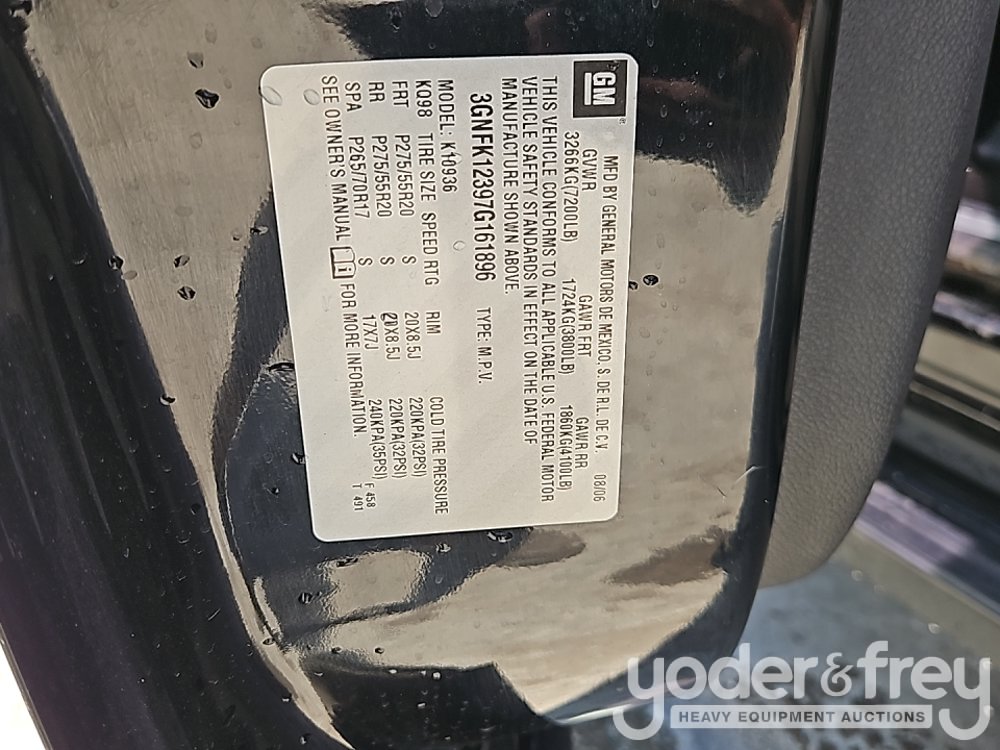 GM
MFD BY GENERAL MOTORS DE MEXICO, S. DE R.L. DE C.V. 08/06
GVWR GAWR FRT GAWR RR
3266KG(7200LB) 1724KG(3800LB) 1860KG(4100LB)
THIS VEHICLE CONFORMS TO ALL APPLICABLE U.S. FEDERAL MOTOR
VEHICLE SAFETY STANDARDS IN EFFECT ON THE DATE OF
MANUFACTURE SHOWN ABOVE.
3GNFK12397G161896 TYPE: M.P.V.
MODEL: K10936
KQ98 TIRE SIZE SPEED RTG RIM COLD TIRE PRESSURE
FRT P275/55R20 S 20X8.5J 220KPA(32PSI)
RR P275/55R20 S 20X8.5J 220KPA(32PSI)
SPA P265/70R17 S 17X7J 240KPA(35PSI)
SEE OWNER'S MANUAL FOR MORE INFORMATION.
F 458
T 491
yoder&frey
HEAVY EQUIPMENT AUCTIONS